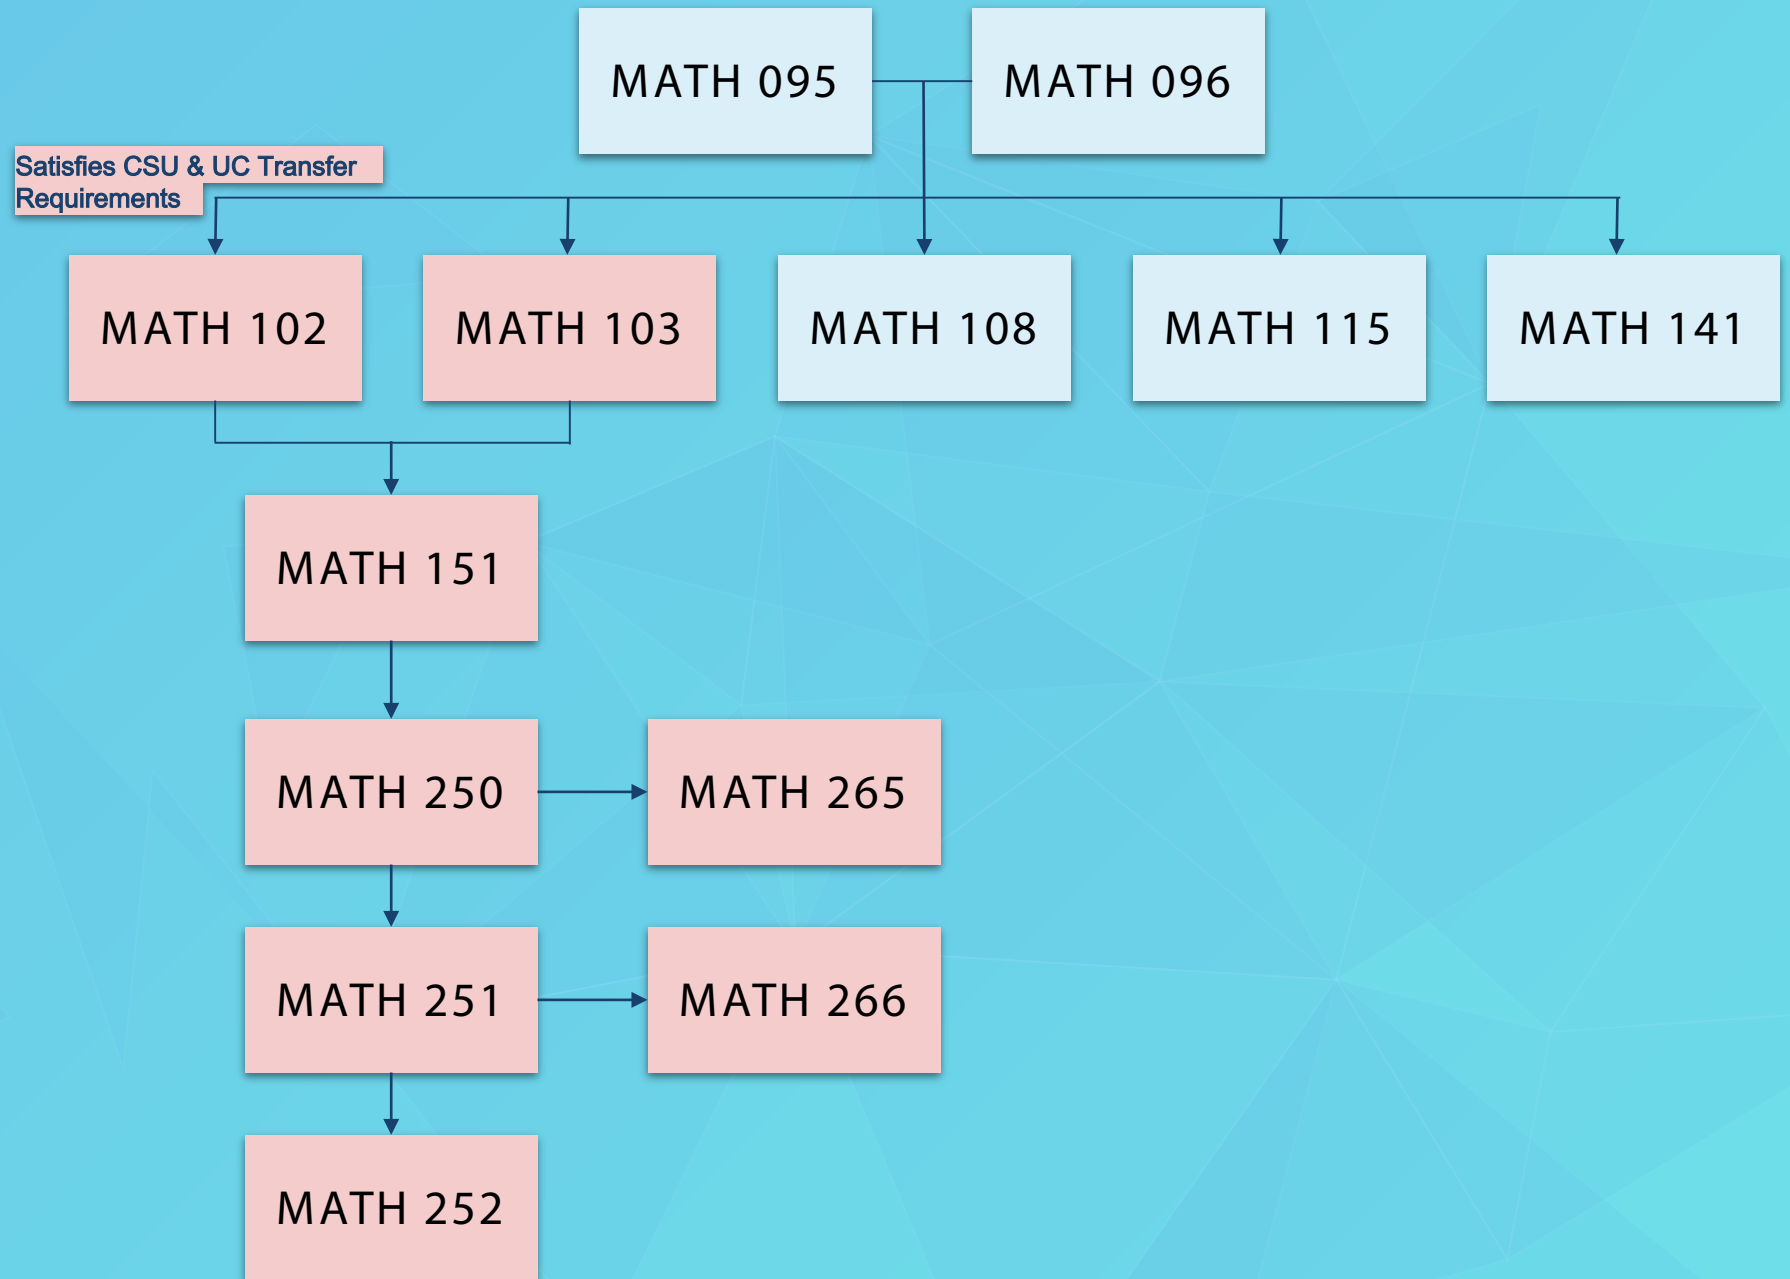 MATH 095
MATH 096
Satisfies CSU & UC Transfer
Requirements
MATH 102
MATH 103
MATH 108
MATH 115
MATH 141
MATH 151
MATH 250
MATH 265
MATH 251
MATH 266
MATH 252